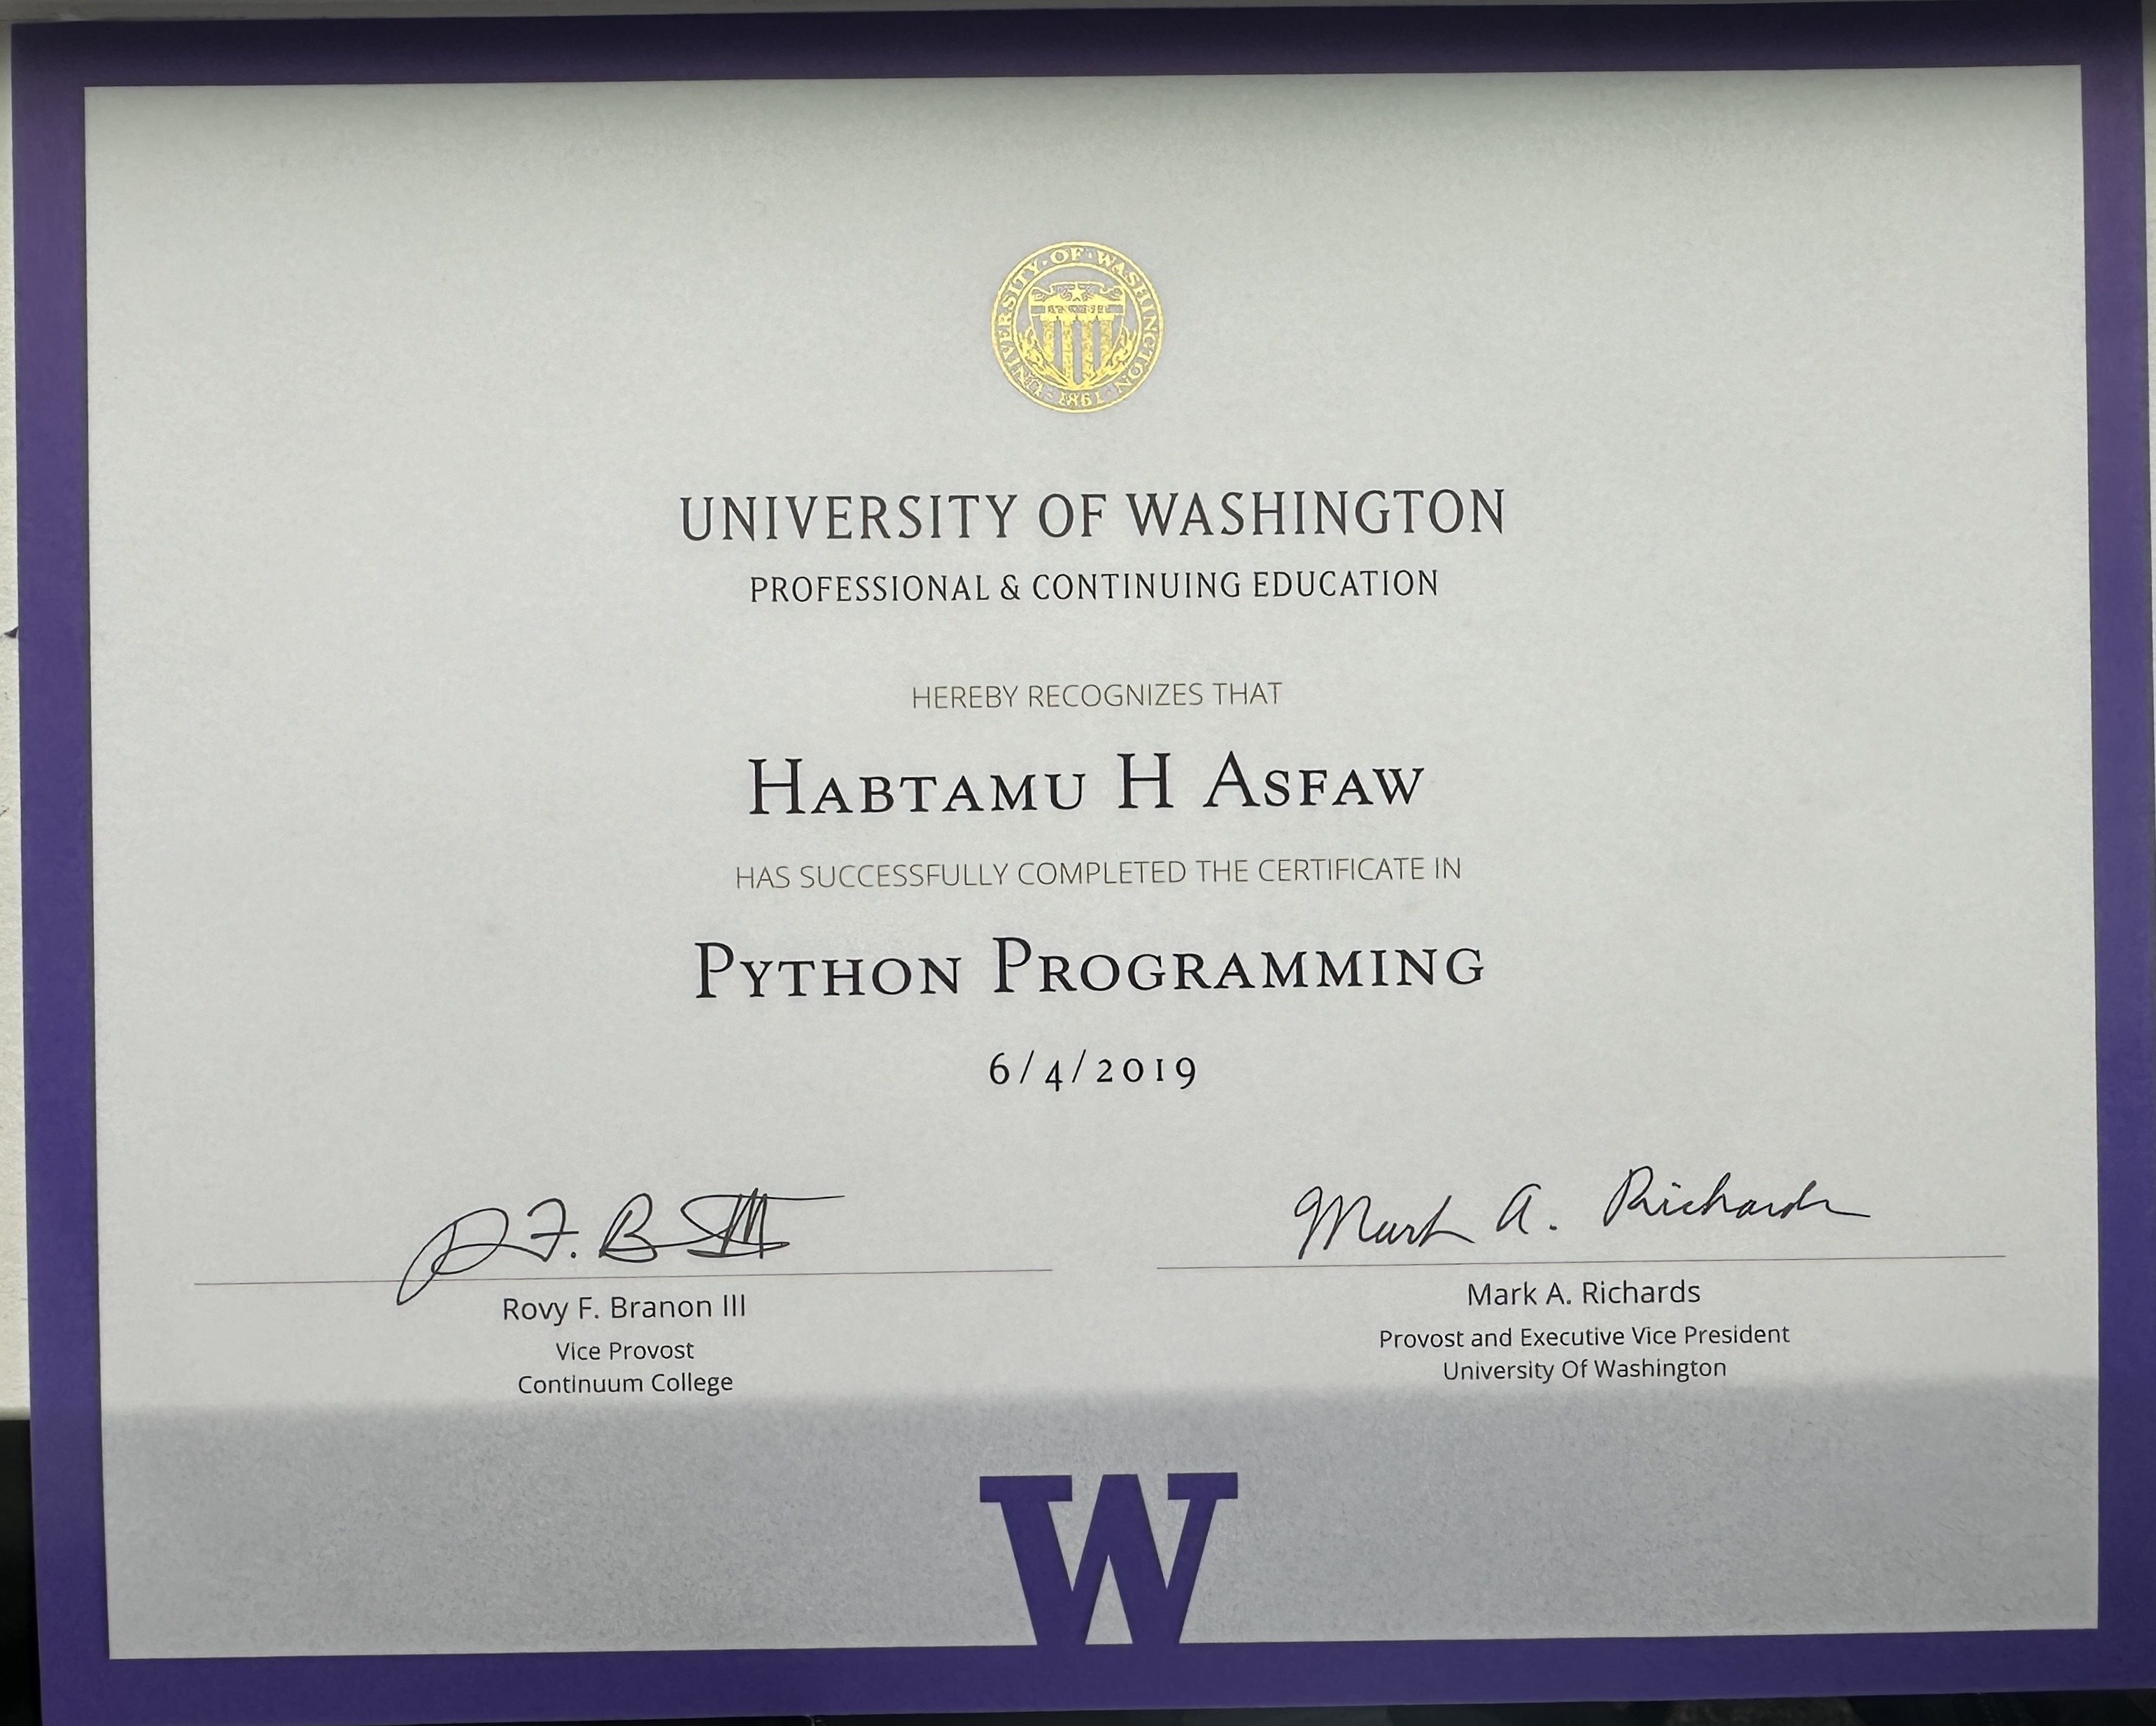 UNIVERSITY OF WASHINGTON
1861
UNIVERSITY OF WASHINGTON
PROFESSIONAL & CONTINUING EDUCATION
HEREBY RECOGNIZES THAT
Habtamu H Asfaw
HAS SUCCESSFULLY COMPLETED THE CERTIFICATE IN
Python Programming
6/4/2019
Mark A. Richards
Rovy F. Branon III
Vice Provost
Continuum College
Mark A. Richards
Provost and Executive Vice President
University Of Washington
W